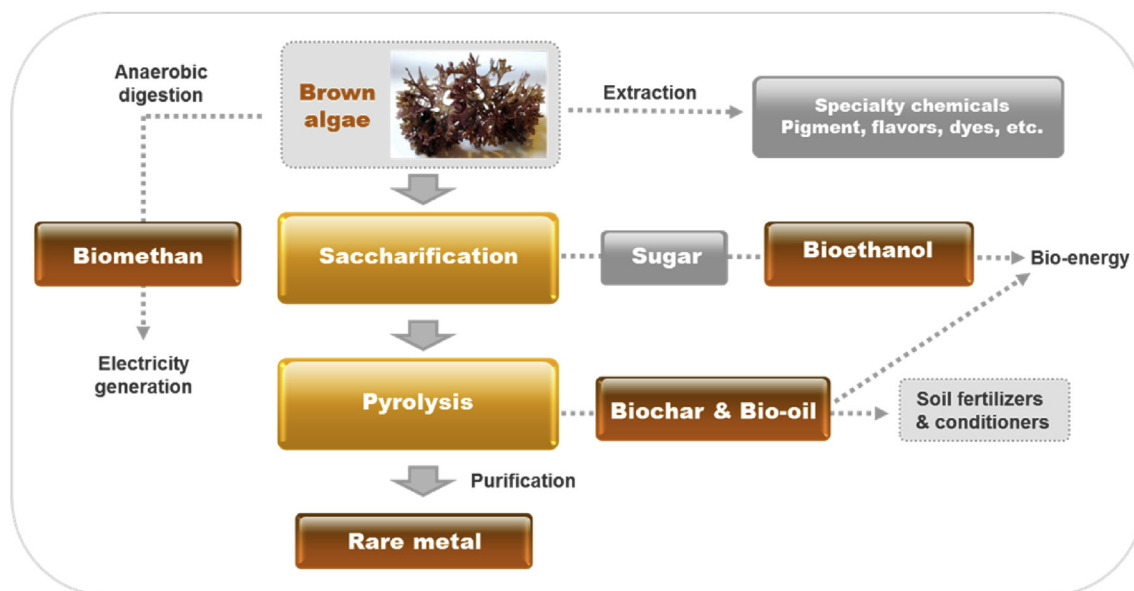 Anaerobic
digestion
Brown
algae
Extraction
Specialty chemicals
Pigment, flavors, dyes, etc.
Biomethan
Saccharification
Sugar
Bioethanol
Bio-energy
Electricity
generation
Pyrolysis
Biochar & Bio-oil
Soil fertilizers
& conditioners
Purification
Rare metal